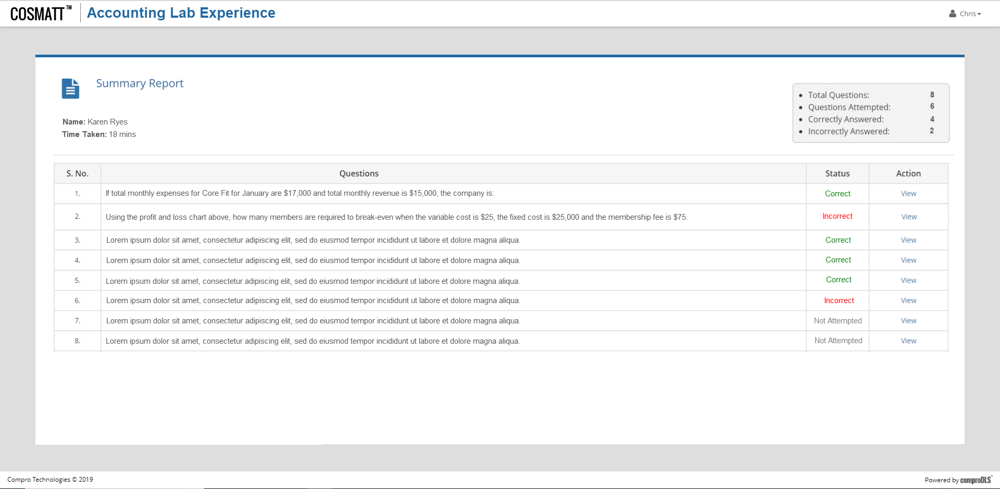 COSMATT™ Accounting Lab Experience Chris
Summary Report
Total Questions: 8
Questions Attempted: 6
Correctly Answered: 4
Incorrectly Answered: 2
Name: Karen Ryes
Time Taken: 18 mins
S. No. Questions Status Action
1. If total monthly expenses for Core Fit for January are $17,000 and total monthly revenue is $15,000, the company is: Correct View
2. Using the profit and loss chart above, how many members are required to break-even when the variable cost is $25, the fixed cost is $25,000 and the membership fee is $75. Incorrect View
3. Lorem ipsum dolor sit amet, consectetur adipiscing elit, sed do eiusmod tempor incididunt ut labore et dolore magna aliqua. Correct View
4. Lorem ipsum dolor sit amet, consectetur adipiscing elit, sed do eiusmod tempor incididunt ut labore et dolore magna aliqua. Correct View
5. Lorem ipsum dolor sit amet, consectetur adipiscing elit, sed do eiusmod tempor incididunt ut labore et dolore magna aliqua. Correct View
6. Lorem ipsum dolor sit amet, consectetur adipiscing elit, sed do eiusmod tempor incididunt ut labore et dolore magna aliqua. Incorrect View
7. Lorem ipsum dolor sit amet, consectetur adipiscing elit, sed do eiusmod tempor incididunt ut labore et dolore magna aliqua. Not Attempted View
8. Lorem ipsum dolor sit amet, consectetur adipiscing elit, sed do eiusmod tempor incididunt ut labore et dolore magna aliqua. Not Attempted View
Compro Technologies © 2019 Powered by comproDLS™